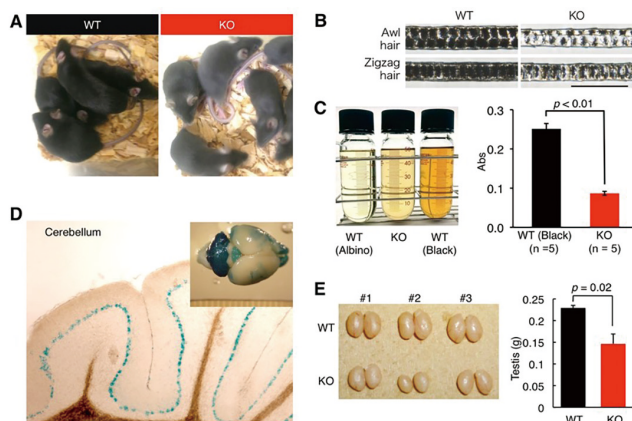 A
WT
KO
B
WT
KO
Awl
hair
Zigzag
hair
C
WT
(Albino)
KO
WT
(Black)
Abs
0.3
0.2
0.1
0
p < 0.01
WT (Black)
(n =5)
KO
(n = 5)
D
Cerebellum
E
#1
#2
#3
WT
KO
Testis (g)
0.25
0.2
0.15
0.1
0.05
0
p = 0.02
WT
KO